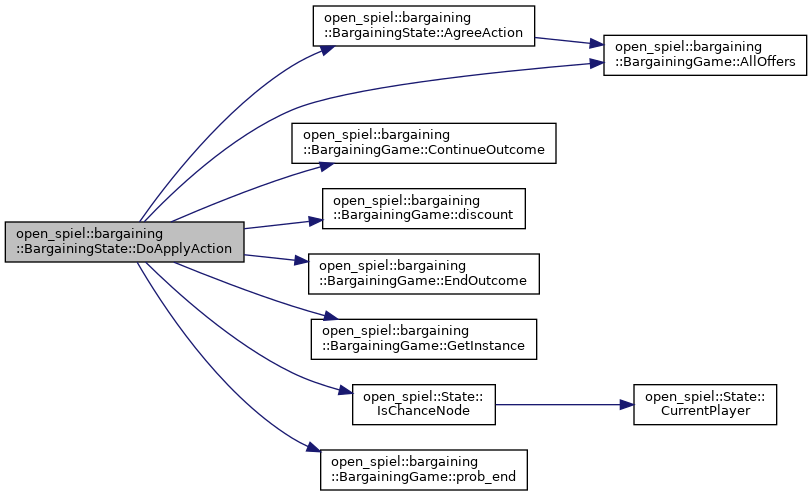 open_spiel::bargaining
::BargainingState::AgreeAction
open_spiel::bargaining
::BargainingGame::AllOffers
open_spiel::bargaining
::BargainingGame::ContinueOutcome
open_spiel::bargaining
::BargainingGame::discount
open_spiel::bargaining
::BargainingState::DoApplyAction
open_spiel::bargaining
::BargainingGame::EndOutcome
open_spiel::bargaining
::BargainingGame::GetInstance
open_spiel::State::
IsChanceNode
open_spiel::State::
CurrentPlayer
open_spiel::bargaining
::BargainingGame::prob_end